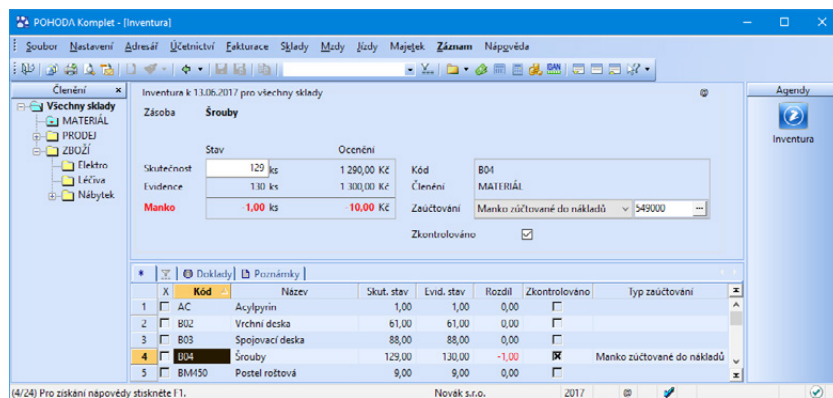 POHODA Komplet - [Inventura]
Soubor Nastavení Adresář Účetnictví Fakturace Sklady Mzdy Jízdy Majetek Záznam Nápověda
Členění x
Všechny sklady
MATERIÁL
PRODEJ
ZBOŽÍ
Elektro
Léčiva
Nábytek
Inventura k 13.06.2017 pro všechny sklady @
Zásoba Šrouby
Stav Ocenění
Skutečnost 129 ks 1 290,00 Kč Kód B04
Evidence 130 ks 1 300,00 Kč Členění MATERIÁL
Manko -1,00 ks -10,00 Kč Zaúčtování Manko zúčtované do nákladů 549000 ...
Zkontrolováno
Agendy
Inventura
* Doklady Poznámky
X Kód Název Skut. stav Evid. stav Rozdíl Zkontrolováno Typ zaúčtování
1 AC Acylpyrin 1,00 1,00 0,00
2 B02 Vrchní deska 61,00 61,00 0,00
3 B03 Spojovací deska 88,00 88,00 0,00
4 B04 Šrouby 129,00 130,00 -1,00 Manko zúčtované do nákladů
5 BM450 Postel roštová 9,00 9,00 0,00
(4/24) Pro získání nápovědy stiskněte F1. Novák s.r.o. 2017 @